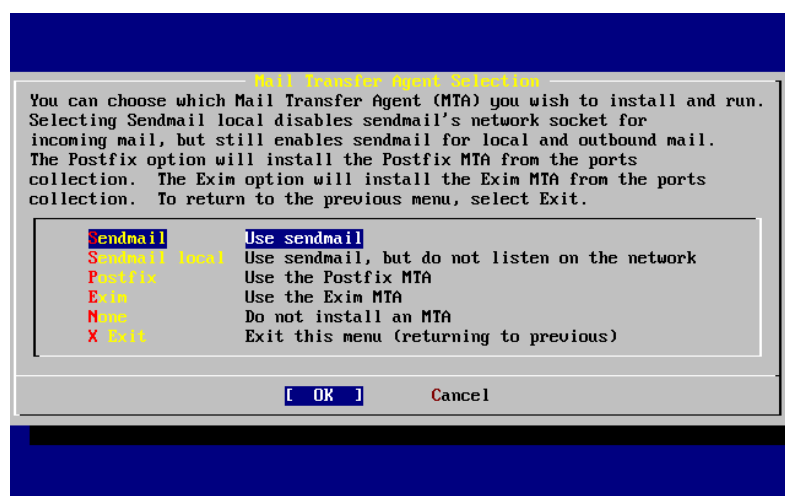 Mail Transfer Agent Selection
You can choose which Mail Transfer Agent (MTA) you wish to install and run.
Selecting Sendmail local disables sendmail's network socket for
incoming mail, but still enables sendmail for local and outbound mail.
The Postfix option will install the Postfix MTA from the ports
collection.  The Exim option will install the Exim MTA from the ports
collection.  To return to the previous menu, select Exit.
Sendmail Use sendmail
Sendmail local Use sendmail, but do not listen on the network
Postfix Use the Postfix MTA
Exim Use the Exim MTA
None Do not install an MTA
X Exit Exit this menu (returning to previous)
[ OK ] Cancel